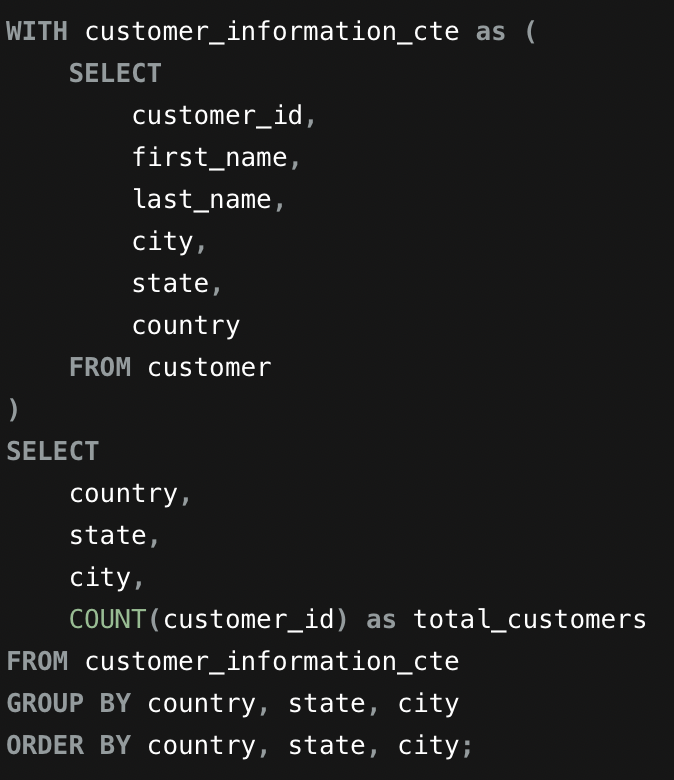 WITH customer_information_cte as (
    SELECT
        customer_id,
        first_name,
        last_name,
        city,
        state,
        country
    FROM customer
)
SELECT
    country,
    state,
    city,
    COUNT(customer_id) as total_customers
FROM customer_information_cte
GROUP BY country, state, city
ORDER BY country, state, city;